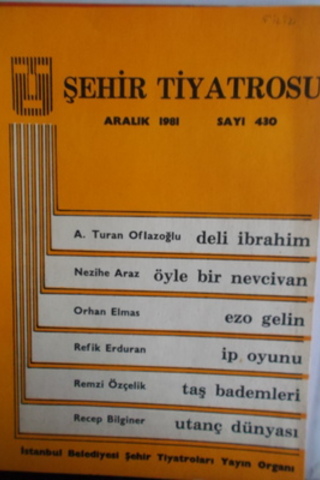 ŞEHİR TİYATROSU
ARALIK 1981 SAYI 430
A. Turan Oflazoğlu deli ibrahim
Nezihe Araz öyle bir nevcivan
Orhan Elmas ezo gelin
Refik Erduran ip oyunu
Remzi Özçelik taş bademleri
Recep Bilginer utanç dünyası
İstanbul Belediyesi Şehir Tiyatroları Yayın Organı